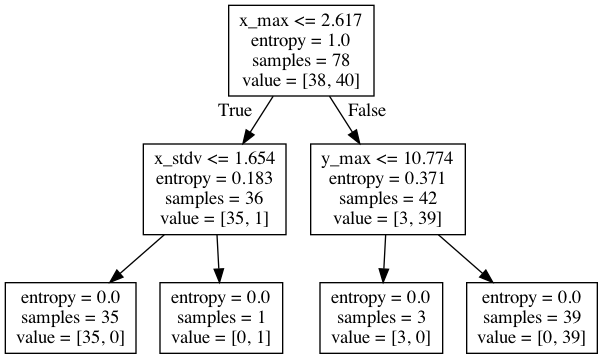 x_max <= 2.617
entropy = 1.0
samples = 78
value = [38, 40]
True
False
x_stdv <= 1.654
entropy = 0.183
samples = 36
value = [35, 1]
y_max <= 10.774
entropy = 0.371
samples = 42
value = [3, 39]
entropy = 0.0
samples = 35
value = [35, 0]
entropy = 0.0
samples = 1
value = [0, 1]
entropy = 0.0
samples = 3
value = [3, 0]
entropy = 0.0
samples = 39
value = [0, 39]